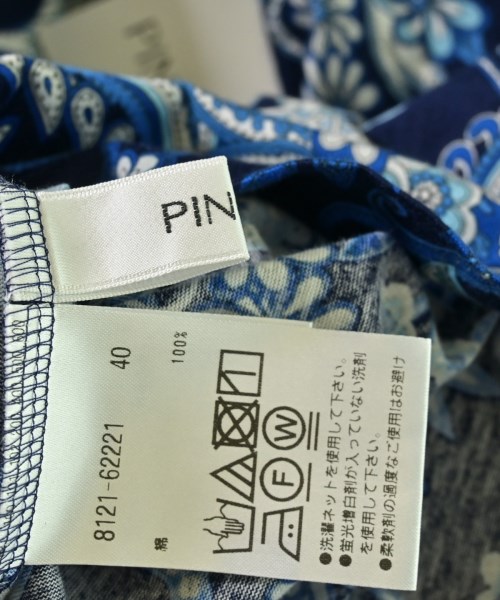 PIN
8121-62221
40
綿
100%
F
W
●洗濯ネットを使用して下さい。
●蛍光増白剤が入っていない洗剤
を使用して下さい。
●柔軟剤の過度なご使用はお避け